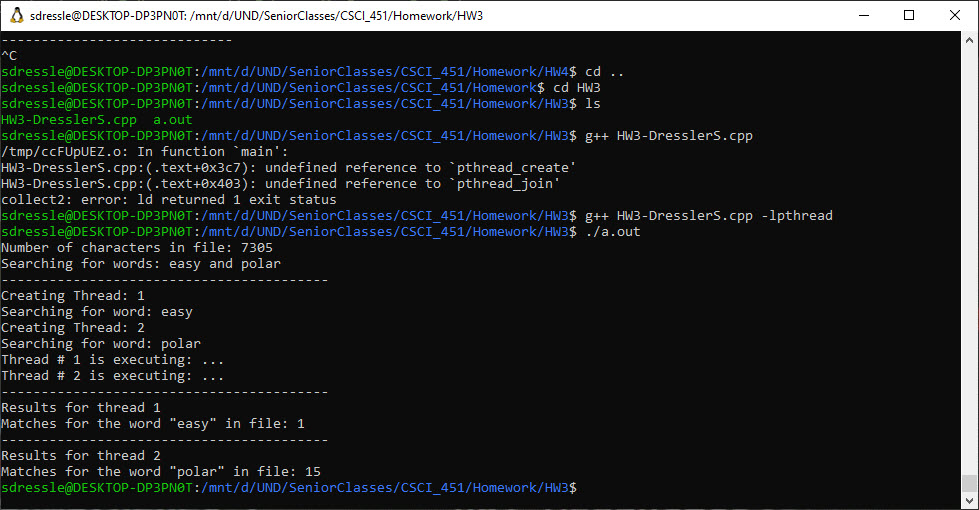 sdressle@DESKTOP-DP3PN0T: /mnt/d/UND/SeniorClasses/CSCI_451/Homework/HW3
-----------------------------
^C
sdressle@DESKTOP-DP3PN0T:/mnt/d/UND/SeniorClasses/CSCI_451/Homework/HW4$ cd ..
sdressle@DESKTOP-DP3PN0T:/mnt/d/UND/SeniorClasses/CSCI_451/Homework$ cd HW3
sdressle@DESKTOP-DP3PN0T:/mnt/d/UND/SeniorClasses/CSCI_451/Homework/HW3$ ls
HW3-DresslerS.cpp  a.out
sdressle@DESKTOP-DP3PN0T:/mnt/d/UND/SeniorClasses/CSCI_451/Homework/HW3$ g++ HW3-DresslerS.cpp
/tmp/ccFUpUEZ.o: In function `main':
HW3-DresslerS.cpp:(.text+0x3c7): undefined reference to `pthread_create'
HW3-DresslerS.cpp:(.text+0x403): undefined reference to `pthread_join'
collect2: error: ld returned 1 exit status
sdressle@DESKTOP-DP3PN0T:/mnt/d/UND/SeniorClasses/CSCI_451/Homework/HW3$ g++ HW3-DresslerS.cpp -lpthread
sdressle@DESKTOP-DP3PN0T:/mnt/d/UND/SeniorClasses/CSCI_451/Homework/HW3$ ./a.out
Number of characters in file: 7305
Searching for words: easy and polar
-----------------------------------------
Creating Thread: 1
Searching for word: easy
Creating Thread: 2
Searching for word: polar
Thread # 1 is executing: ...
Thread # 2 is executing: ...
-----------------------------------------
Results for thread 1
Matches for the word "easy" in file: 1
-----------------------------------------
Results for thread 2
Matches for the word "polar" in file: 15
sdressle@DESKTOP-DP3PN0T:/mnt/d/UND/SeniorClasses/CSCI_451/Homework/HW3$